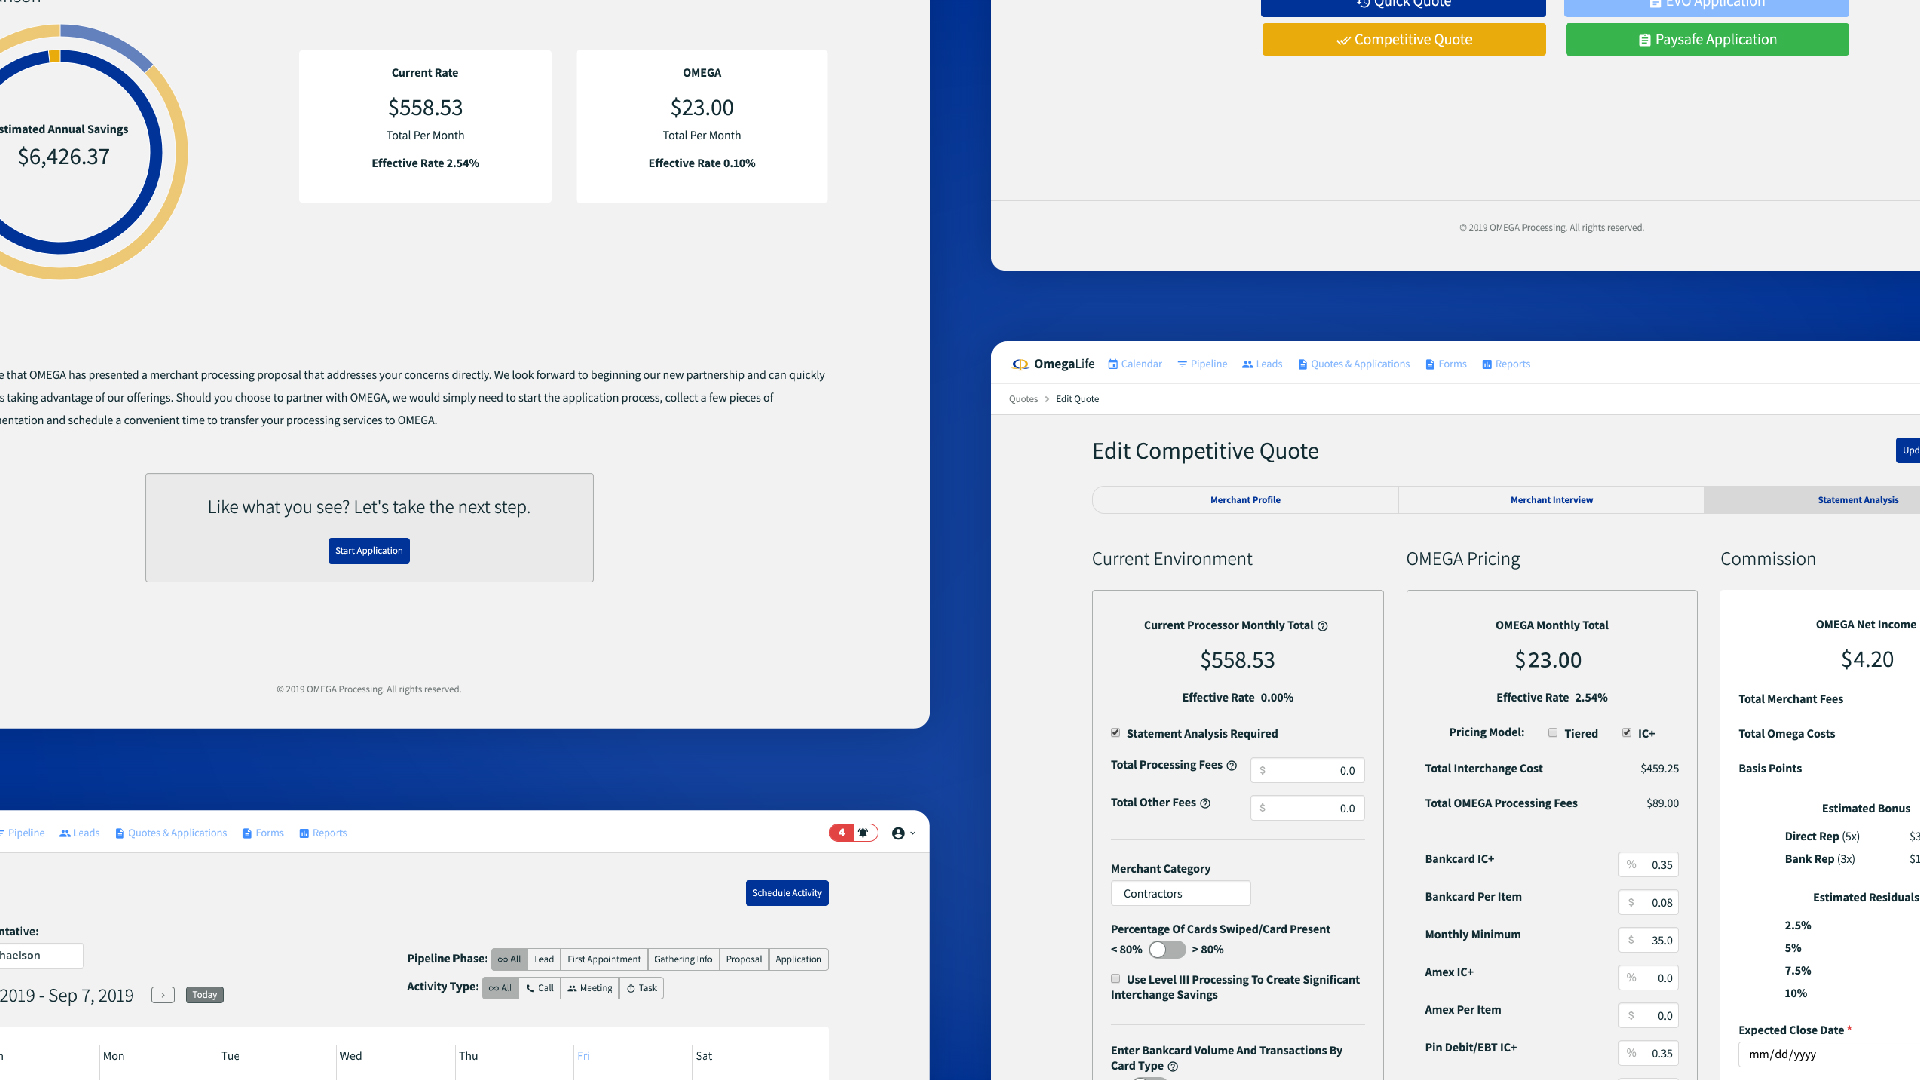 Estimated Annual Savings
$6,426.37
Current Rate
$558.53
Total Per Month
Effective Rate 2.54%
OMEGA
$23.00
Total Per Month
Effective Rate 0.10%
e that OMEGA has presented a merchant processing proposal that addresses your concerns directly. We look forward to beginning our new partnership and can quickly
s taking advantage of our offerings. Should you choose to partner with OMEGA, we would simply need to start the application process, collect a few pieces of
entation and schedule a convenient time to transfer your processing services to OMEGA.
Like what you see? Let's take the next step.
Start Application
© 2019 OMEGA Processing. All rights reserved.
Pipeline Leads Quotes & Applications Forms Reports
4
Schedule Activity
ntative:
haelson
Pipeline Phase: All Lead First Appointment Gathering Info Proposal Application
Activity Type: All Call Meeting Task
2019 - Sep 7, 2019 > Today
Mon Tue Wed Thu Fri Sat
Quick Quote
EVO Application
Competitive Quote
Paysafe Application
© 2019 OMEGA Processing. All rights reserved.
OmegaLife Calendar Pipeline Leads Quotes & Applications Forms Reports
Quotes > Edit Quote
Edit Competitive Quote
Upd
Merchant Profile
Merchant Interview
Statement Analysis
Current Environment
Current Processor Monthly Total
$558.53
Effective Rate 0.00%
Statement Analysis Required
Total Processing Fees $ 0.0
Total Other Fees $ 0.0
Merchant Category
Contractors
Percentage Of Cards Swiped/Card Present
< 80% > 80%
Use Level III Processing To Create Significant
Interchange Savings
Enter Bankcard Volume And Transactions By
Card Type
OMEGA Pricing
OMEGA Monthly Total
$23.00
Effective Rate 2.54%
Pricing Model: Tiered IC+
Total Interchange Cost $459.25
Total OMEGA Processing Fees $89.00
Bankcard IC+ % 0.35
Bankcard Per Item $ 0.08
Monthly Minimum $ 35.0
Amex IC+ % 0.0
Amex Per Item $ 0.0
Pin Debit/EBT IC+ % 0.35
Commission
OMEGA Net Income
$4.20
Total Merchant Fees
Total Omega Costs
Basis Points
Estimated Bonus
Direct Rep (5x) $3
Bank Rep (3x) $1
Estimated Residuals
2.5%
5%
7.5%
10%
Expected Close Date *
mm/dd/yyyy